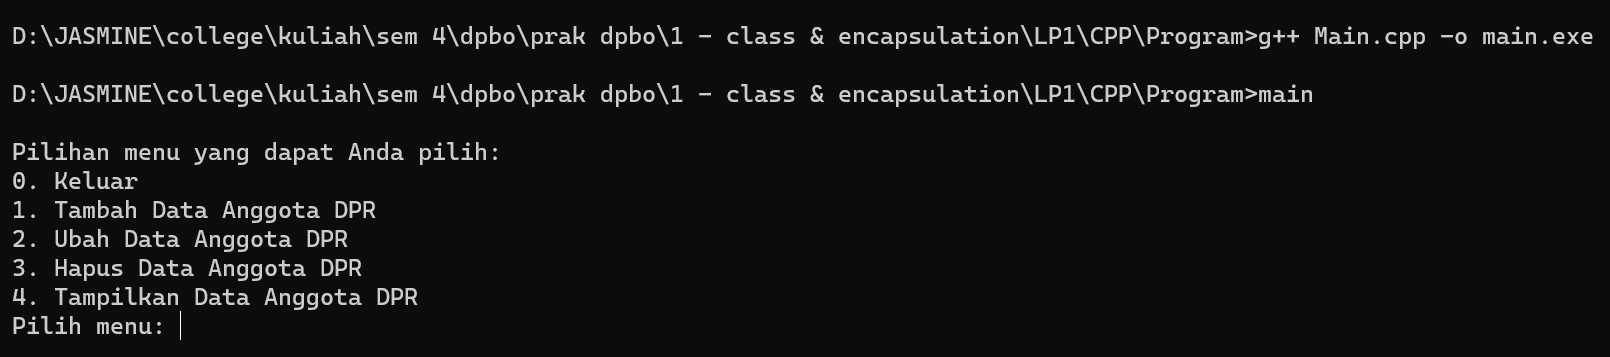 D:\JASMINE\college\kuliah\sem 4\dpbo\prak dpbo\1 - class & encapsulation\LP1\CPP\Program>g++ Main.cpp -o main.exe
D:\JASMINE\college\kuliah\sem 4\dpbo\prak dpbo\1 - class & encapsulation\LP1\CPP\Program>main
Pilihan menu yang dapat Anda pilih:
0. Keluar
1. Tambah Data Anggota DPR
2. Ubah Data Anggota DPR
3. Hapus Data Anggota DPR
4. Tampilkan Data Anggota DPR
Pilih menu: